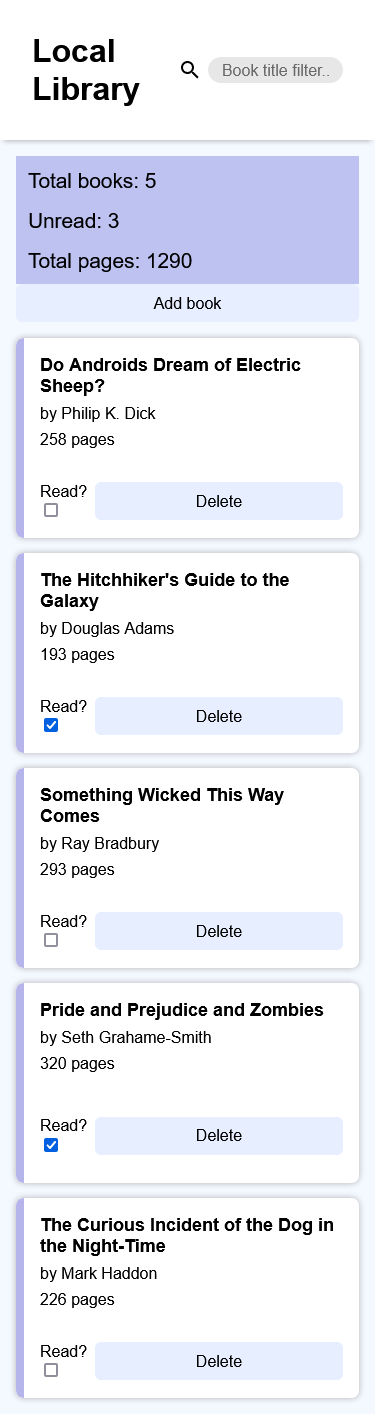 Local
Library
Book title filter..
Total books: 5
Unread: 3
Total pages: 1290
Add book
Do Androids Dream of Electric
Sheep?
by Philip K. Dick
258 pages
Read?
Delete
The Hitchhiker's Guide to the
Galaxy
by Douglas Adams
193 pages
Read?
Delete
Something Wicked This Way
Comes
by Ray Bradbury
293 pages
Read?
Delete
Pride and Prejudice and Zombies
by Seth Grahame-Smith
320 pages
Read?
Delete
The Curious Incident of the Dog in
the Night-Time
by Mark Haddon
226 pages
Read?
Delete